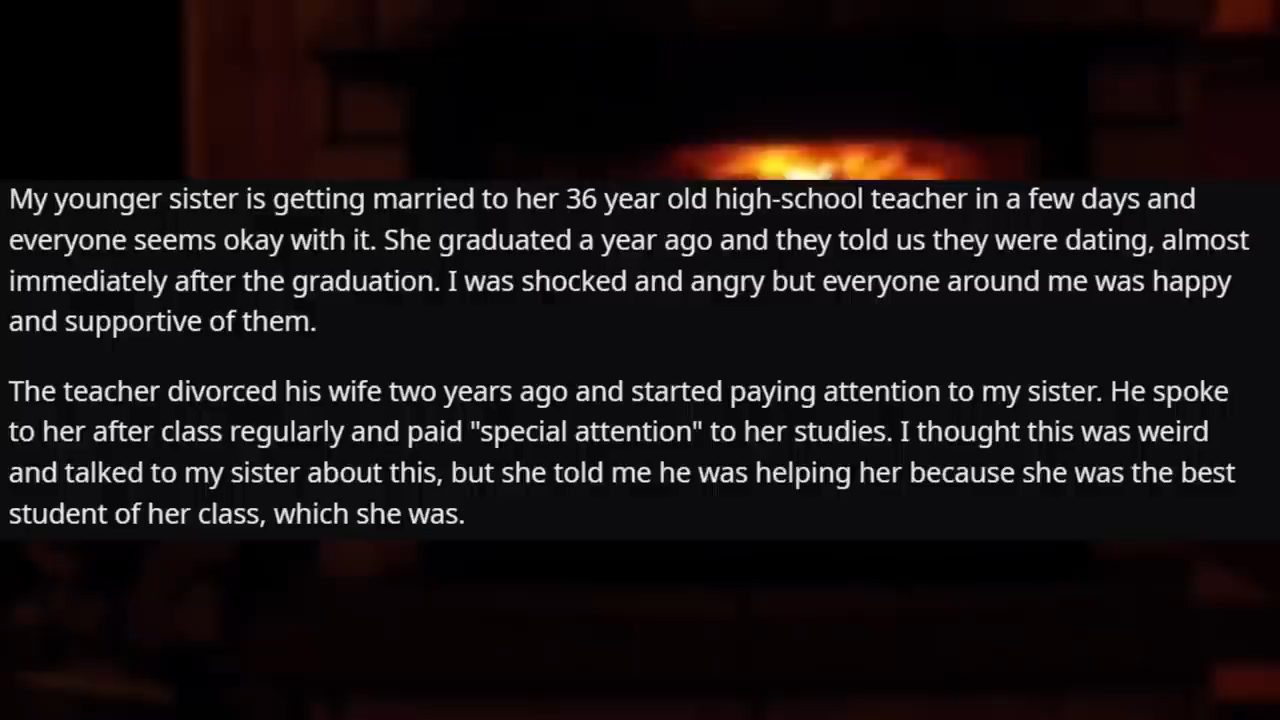 My younger sister is getting married to her 36 year old high-school teacher in a few days and
everyone seems okay with it. She graduated a year ago and they told us they were dating, almost
immediately after the graduation. I was shocked and angry but everyone around me was happy
and supportive of them.
The teacher divorced his wife two years ago and started paying attention to my sister. He spoke
to her after class regularly and paid "special attention" to her studies. I thought this was weird
and talked to my sister about this, but she told me he was helping her because she was the best
student of her class, which she was.